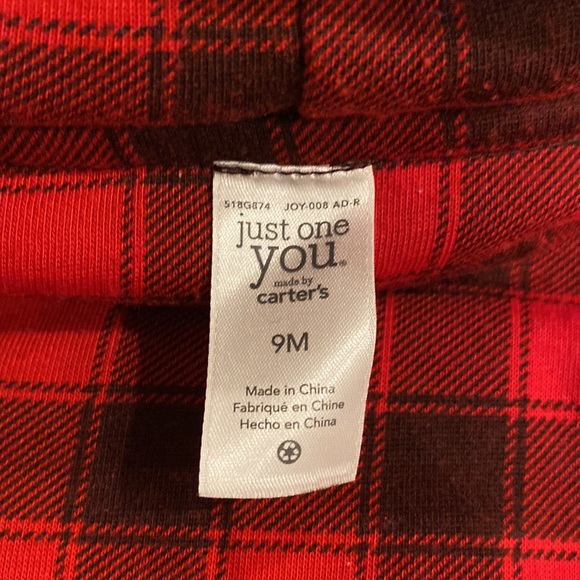 518G874 JOY-008 AD-R
just one
you®
made by
carter's
9M
Made in China
Fabriqué en Chine
Hecho en China